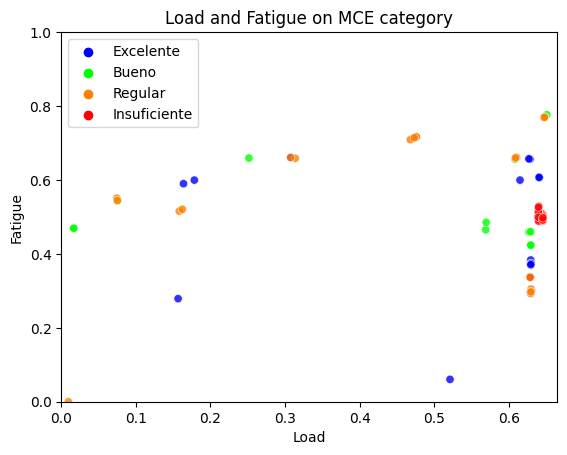 Load and Fatigue on MCE category
Excelente
Bueno
Regular
Insuficiente
1.0
0.8
0.6
0.4
0.2
0.0
Fatigue
0.0 0.1 0.2 0.3 0.4 0.5 0.6
Load